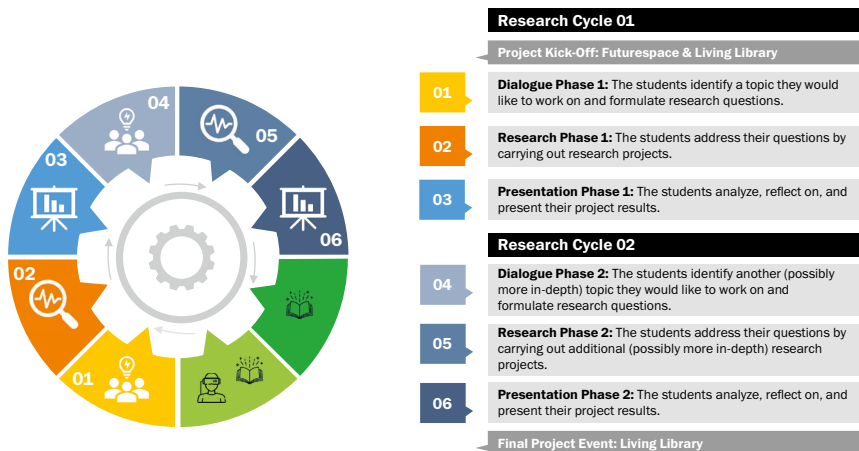 04
05
03
06
02
01
Research Cycle 01
Project Kick-Off: Futurespace & Living Library
01
Dialogue Phase 1: The students identify a topic they would
like to work on and formulate research questions.
02
Research Phase 1: The students address their questions by
carrying out research projects.
03
Presentation Phase 1: The students analyze, reflect on, and
present their project results.
Research Cycle 02
04
Dialogue Phase 2: The students identify another (possibly
more in-depth) topic they would like to work on and
formulate research questions.
05
Research Phase 2: The students address their questions by
carrying out additional (possibly more in-depth) research
projects.
06
Presentation Phase 2: The students analyze, reflect on, and
present their project results.
Final Project Event: Living Library